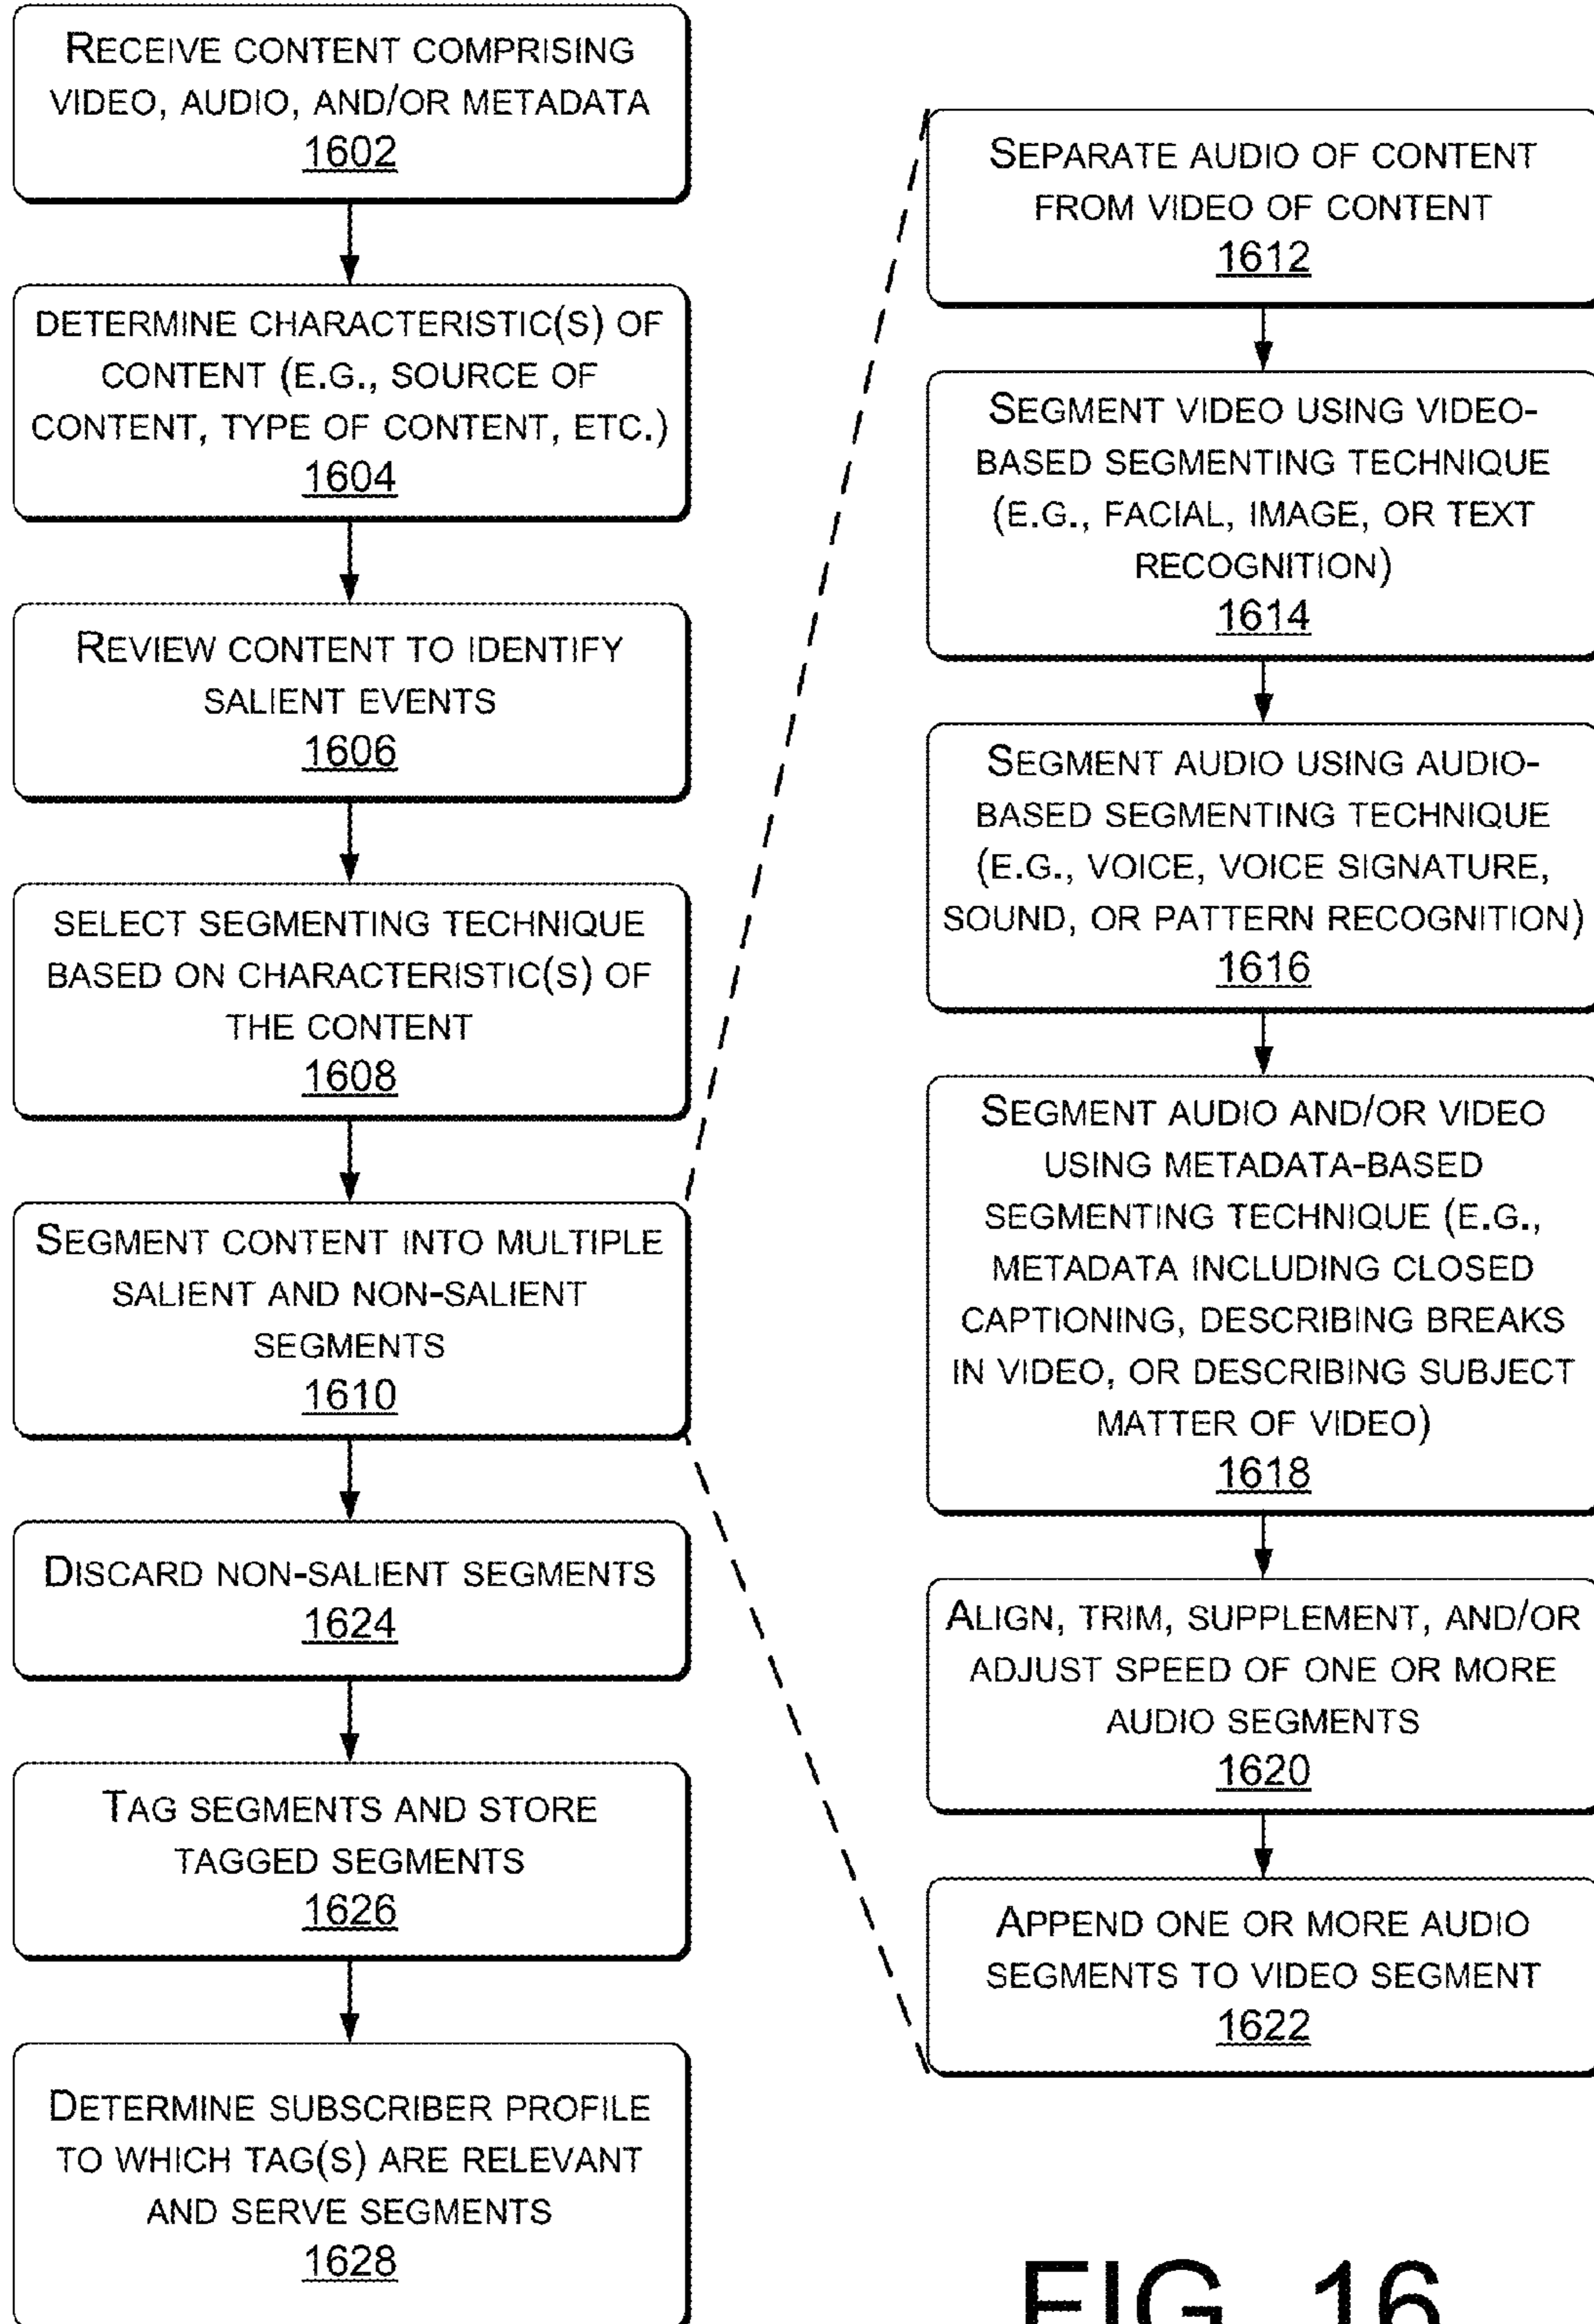 RECEIVE CONTENT COMPRISING
VIDEO, AUDIO, AND/OR METADATA
1602
DETERMINE CHARACTERISTIC(S) OF
CONTENT (E.G., SOURCE OF
CONTENT, TYPE OF CONTENT, ETC.)
1604
REVIEW CONTENT TO IDENTIFY
SALIENT EVENTS
1606
SELECT SEGMENTING TECHNIQUE
BASED ON CHARACTERISTIC(S) OF
THE CONTENT
1608
SEGMENT CONTENT INTO MULTIPLE
SALIENT AND NON-SALIENT
SEGMENTS
1610
DISCARD NON-SALIENT SEGMENTS
1624
TAG SEGMENTS AND STORE
TAGGED SEGMENTS
1626
DETERMINE SUBSCRIBER PROFILE
TO WHICH TAG(S) ARE RELEVANT
AND SERVE SEGMENTS
1628
SEPARATE AUDIO OF CONTENT
FROM VIDEO OF CONTENT
1612
SEGMENT VIDEO USING VIDEO-
BASED SEGMENTING TECHNIQUE
(E.G., FACIAL, IMAGE, OR TEXT
RECOGNITION)
1614
SEGMENT AUDIO USING AUDIO-
BASED SEGMENTING TECHNIQUE
(E.G., VOICE, VOICE SIGNATURE,
SOUND, OR PATTERN RECOGNITION)
1616
SEGMENT AUDIO AND/OR VIDEO
USING METADATA-BASED
SEGMENTING TECHNIQUE (E.G.,
METADATA INCLUDING CLOSED
CAPTIONING, DESCRIBING BREAKS
IN VIDEO, OR DESCRIBING SUBJECT
MATTER OF VIDEO)
1618
ALIGN, TRIM, SUPPLEMENT, AND/OR
ADJUST SPEED OF ONE OR MORE
AUDIO SEGMENTS
1620
APPEND ONE OR MORE AUDIO
SEGMENTS TO VIDEO SEGMENT
1622
FIG. 16